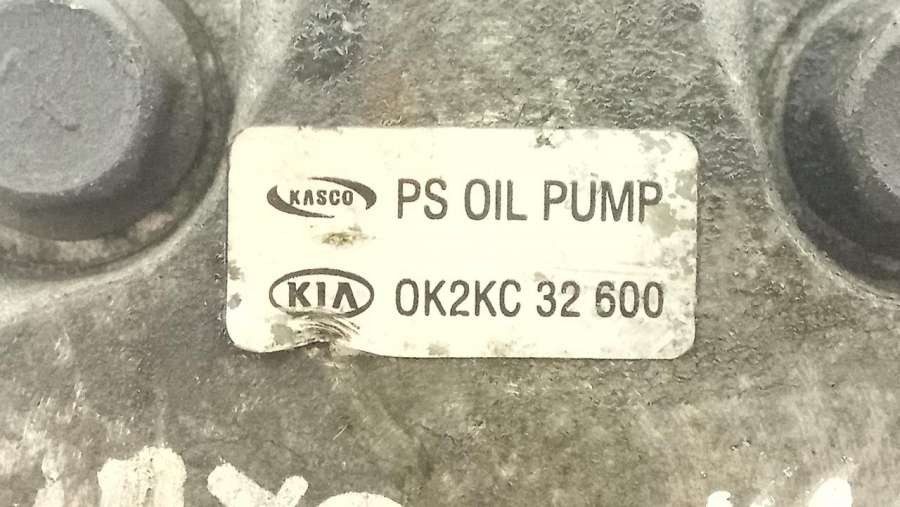 KASCO PS OIL PUMP
KIA 0K2KC 32 600